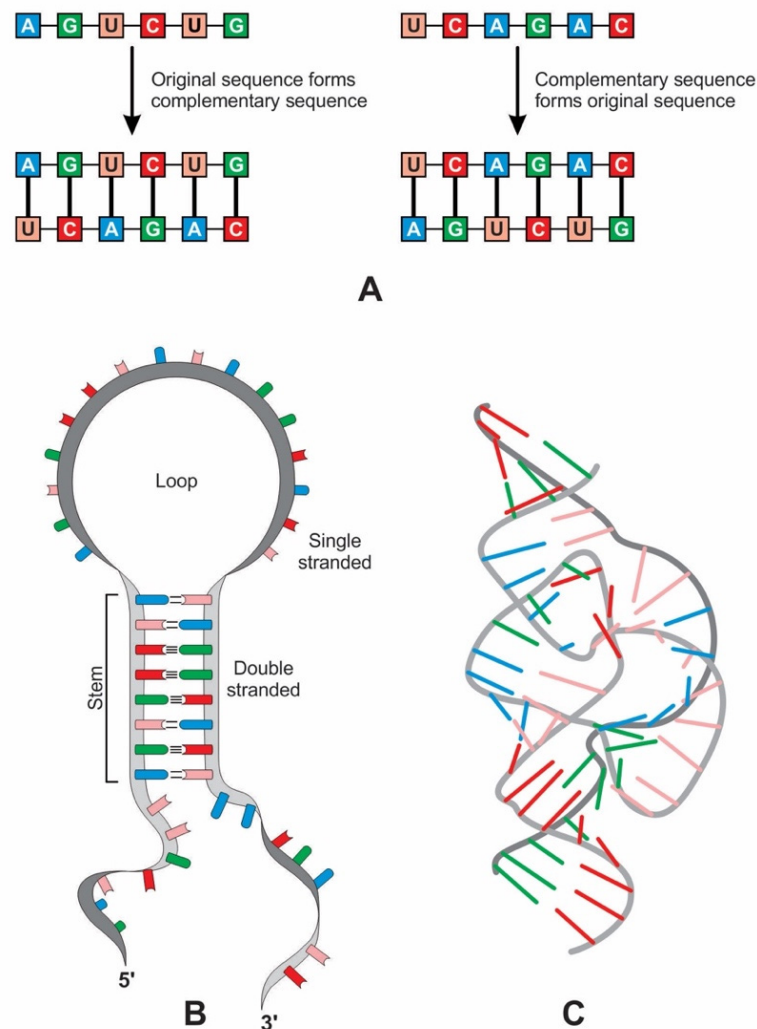 A G U C U G
U C A G A C
Original sequence forms
complementary sequence
Complementary sequence
forms original sequence
A G U C U G
U C A G A C
U C A G A C
A G U C U G
A
Loop
Single
stranded
Stem
Double
stranded
5'
3'
B
C